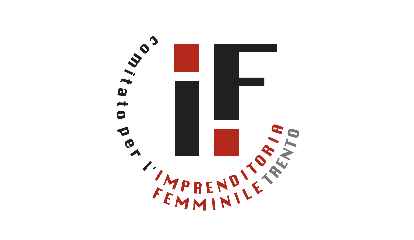 iF
comitato per l'IMPRENDITORIA
FEMMINILE TRENTO